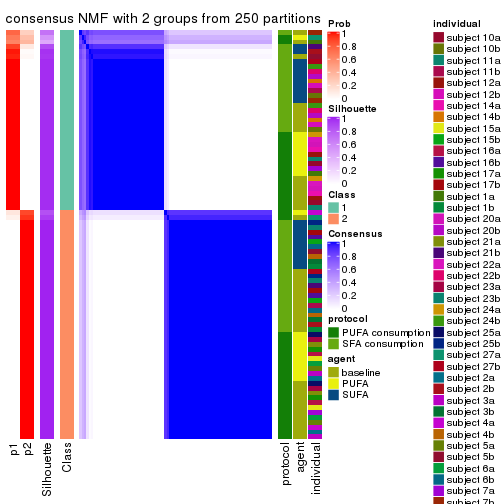 consensus NMF with 2 groups from 250 partitions
p1
p2
Silhouette
Class
protocol
agent
individual
Prob
1
0.8
0.6
0.4
0.2
0
Silhouette
1
0.8
0.6
0.4
0.2
0
Class
1
2
Consensus
1
0.8
0.6
0.4
0.2
0
protocol
PUFA consumption
SFA consumption
agent
baseline
PUFA
SUFA
individual
subject 10a
subject 10b
subject 11a
subject 11b
subject 12a
subject 12b
subject 14a
subject 14b
subject 15a
subject 15b
subject 16a
subject 16b
subject 17a
subject 17b
subject 1a
subject 1b
subject 20a
subject 20b
subject 21a
subject 21b
subject 22a
subject 22b
subject 23a
subject 23b
subject 24a
subject 24b
subject 25a
subject 25b
subject 27a
subject 27b
subject 2a
subject 2b
subject 3a
subject 3b
subject 4a
subject 4b
subject 5a
subject 5b
subject 6a
subject 6b
subject 7a
subject 7b